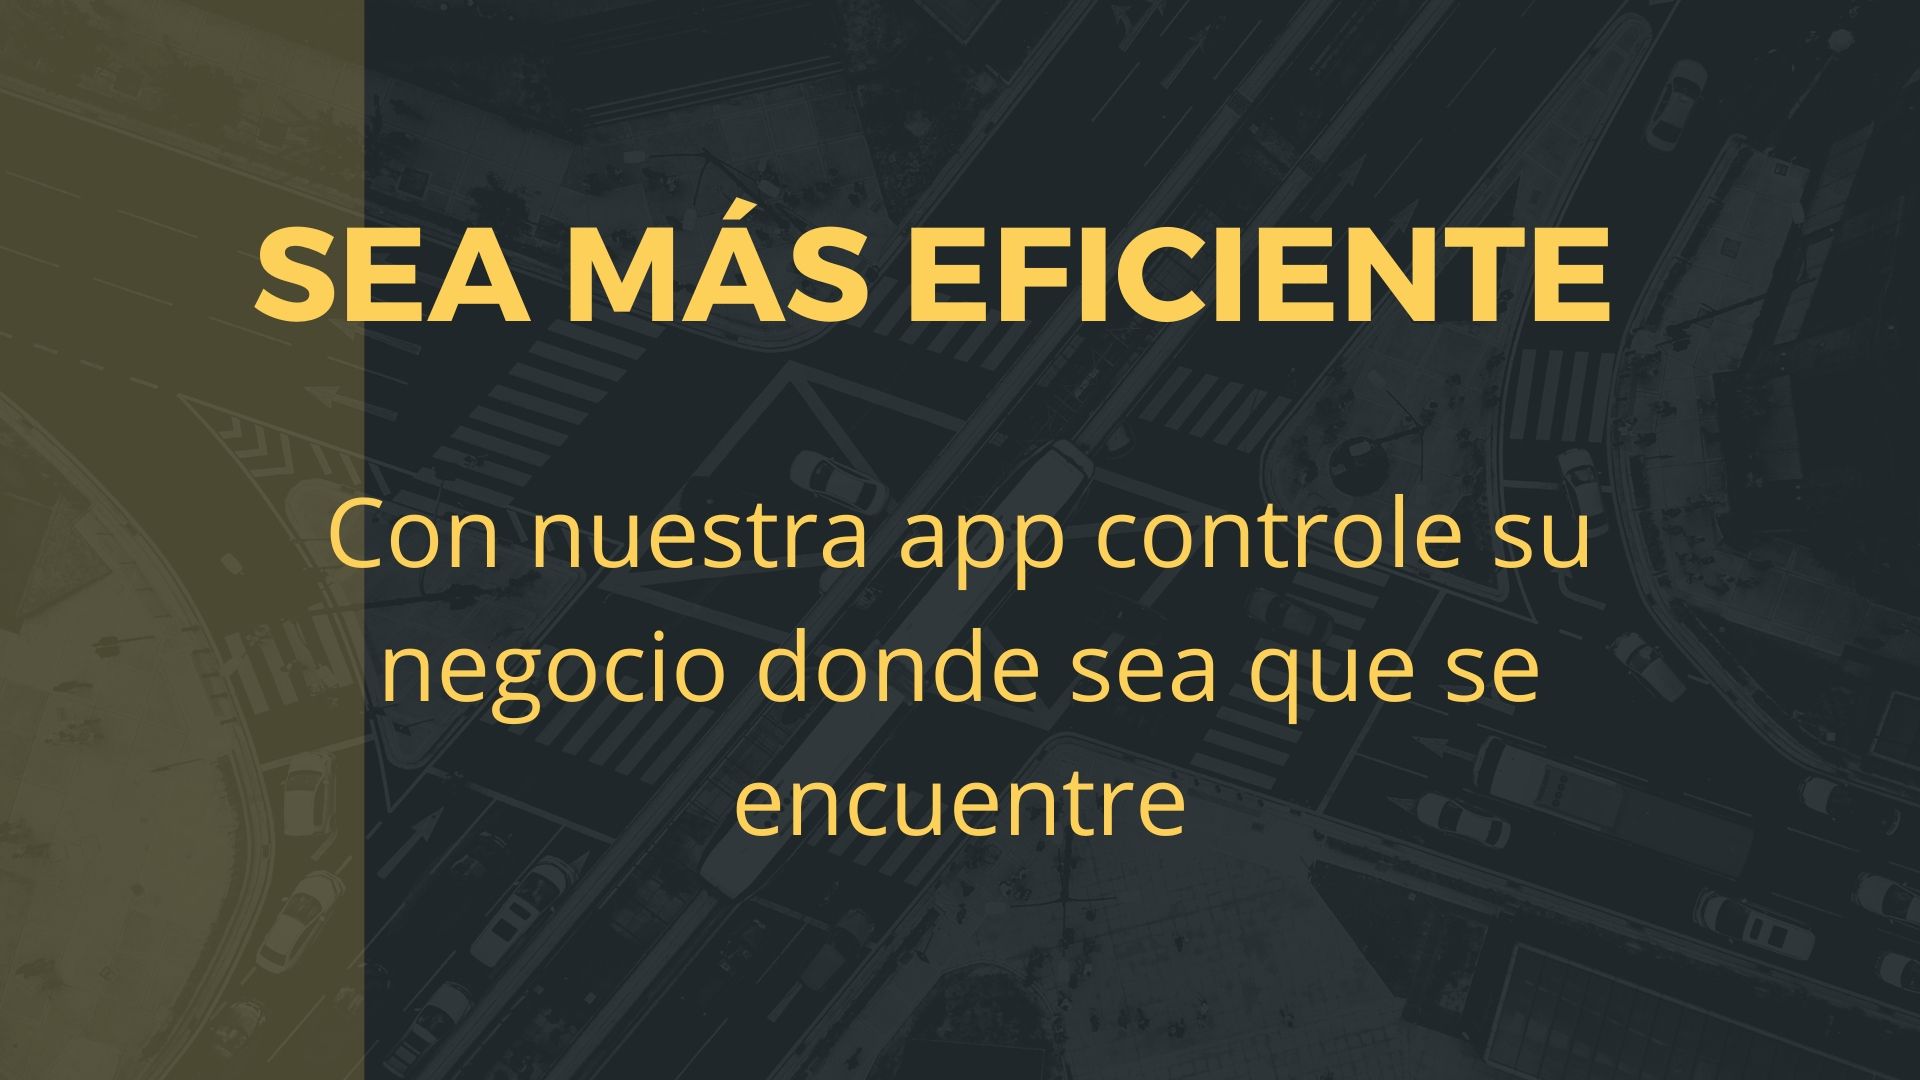 SEA MÁS EFICIENTE
Con nuestra app controle su
negocio donde sea que se
encuentre